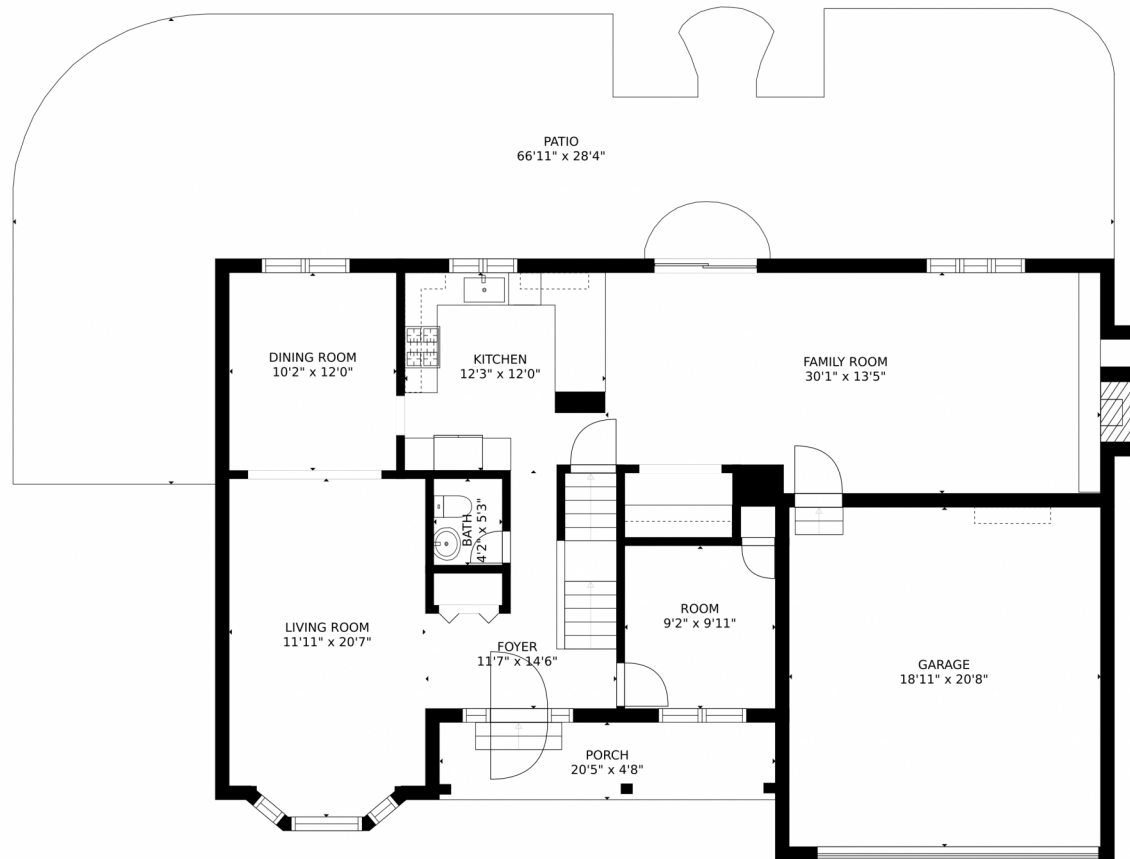 PATIO
66'11" x 28'4"
DINING ROOM
10'2" x 12'0"
KITCHEN
12'3" x 12'0"
FAMILY ROOM
30'1" x 13'5"
BATH
4'2" x 5'3"
LIVING ROOM
11'11" x 20'7"
FOYER
11'7" x 14'6"
ROOM
9'2" x 9'11"
GARAGE
18'11" x 20'8"
PORCH
20'5" x 4'8"